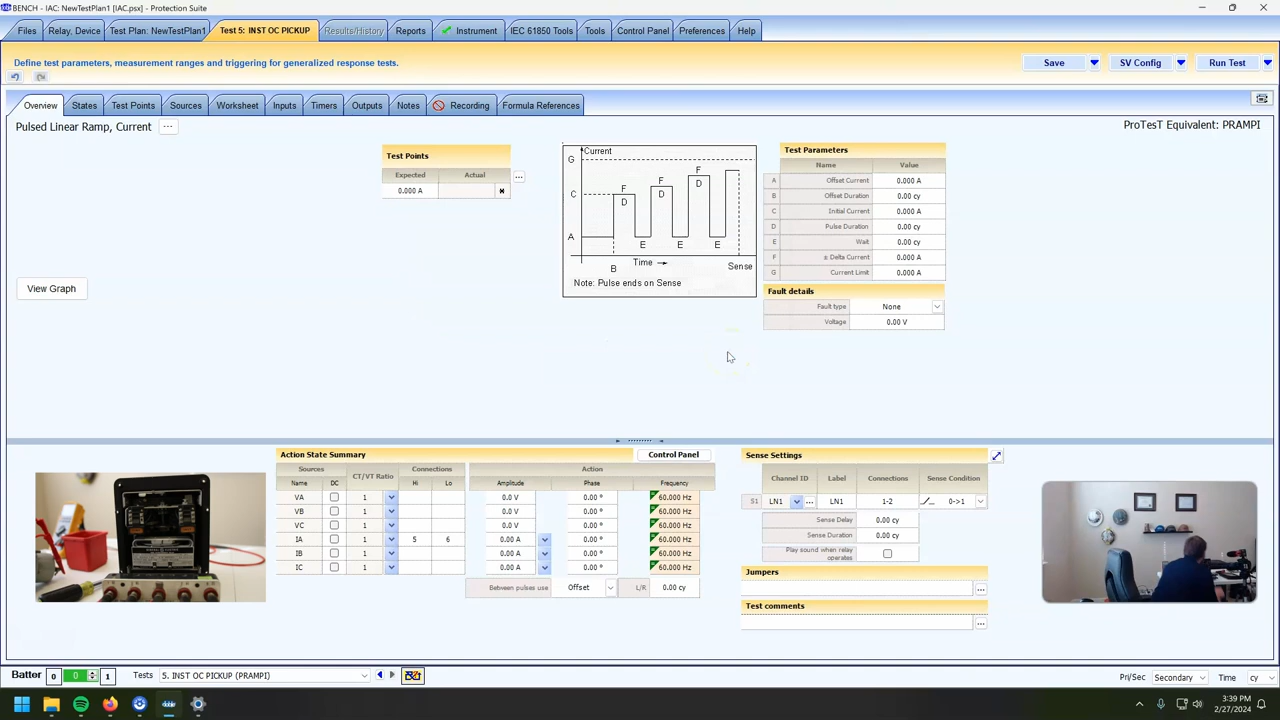 BENCH - IAC: NewTestPlan1 [IAC.psx] - Protection Suite
Files Relay, Device Test Plan: NewTestPlan1 Test 5: INST OC PICKUP Results/History Reports Instrument IEC 61850 Tools Tools Control Panel Preferences Help
Define test parameters, measurement ranges and triggering for generalized response tests.
Save SV Config Run Test
Overview States Test Points Sources Worksheet Inputs Timers Outputs Notes Recording Formula References
Pulsed Linear Ramp, Current ...
ProTesT Equivalent: PRAMPI
Test Points
Expected Actual ...
0.000 A
View Graph
Current
G
C
A
F F F
D D D
E E E
B
Time
Sense
Note: Pulse ends on Sense
Test Parameters
Name Value
A Offset Current 0.000 A
B Offset Duration 0.00 cy
C Initial Current 0.000 A
D Pulse Duration 0.00 cy
E Wait 0.00 cy
F ± Delta Current 0.000 A
G Current Limit 0.000 A
Fault details
Fault type None
Voltage 0.00 V
Action State Summary Control Panel
Sources CT/VT Ratio Connections Action
Name DC Hi Lo Amplitude Phase Frequency
VA 1 0.0 V 0.00 ° 60.000 Hz
VB 1 0.0 V 0.00 ° 60.000 Hz
VC 1 0.0 V 0.00 ° 60.000 Hz
IA 1 5 6 0.00 A 0.00 ° 60.000 Hz
IB 1 0.00 A 0.00 ° 60.000 Hz
IC 1 0.00 A 0.00 ° 60.000 Hz
Between pulses use Offset L/R 0.00 cy
Sense Settings
Channel ID Label Connections Sense Condition
S1 LN1 ... LN1 1-2 0->1
Sense Delay 0.00 cy
Sense Duration 0.00 cy
Play sound when relay operates
Jumpers
...
Test comments
...
Batter 0 0 1 Tests 5. INST OC PICKUP (PRAMPI)
Pri/Sec Secondary Time cy
3:39 PM
2/27/2024